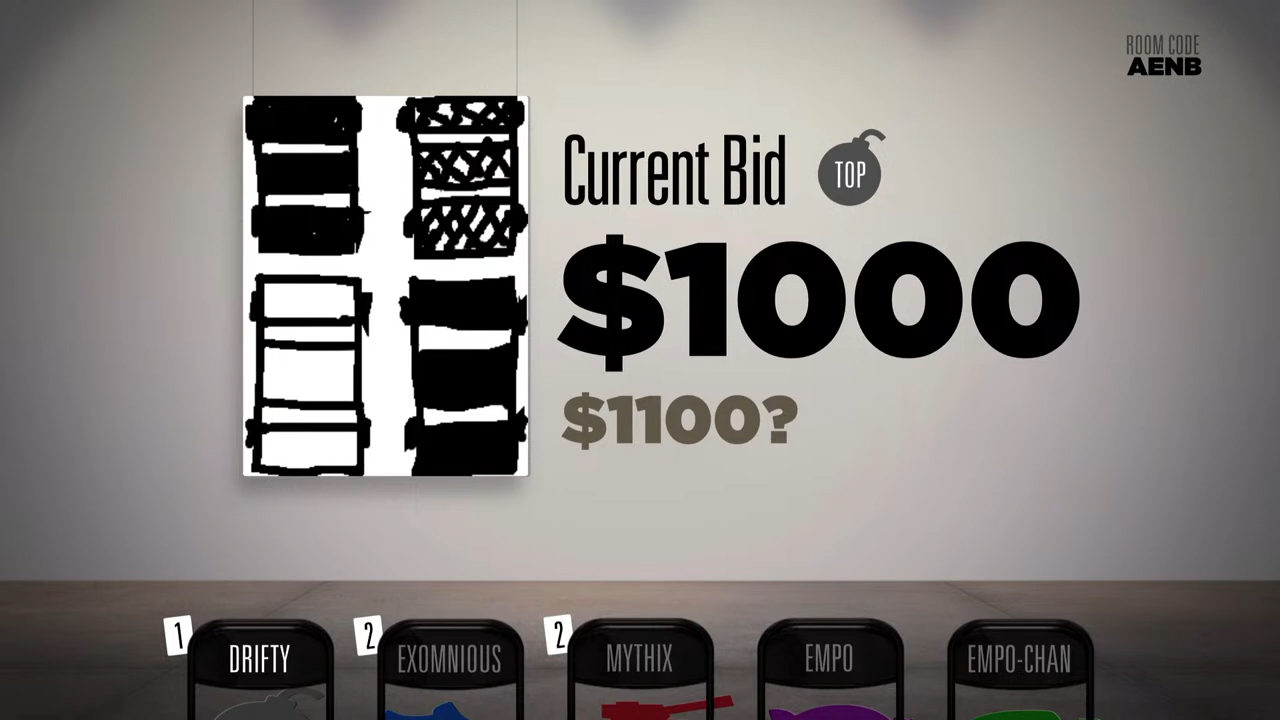 ROOM CODE
AENB
Current Bid
TOP
$1000
$1100?
1
DRIFTY
2
EXOMNIOUS
2
MYTHIX
EMPO
EMPO-CHAN